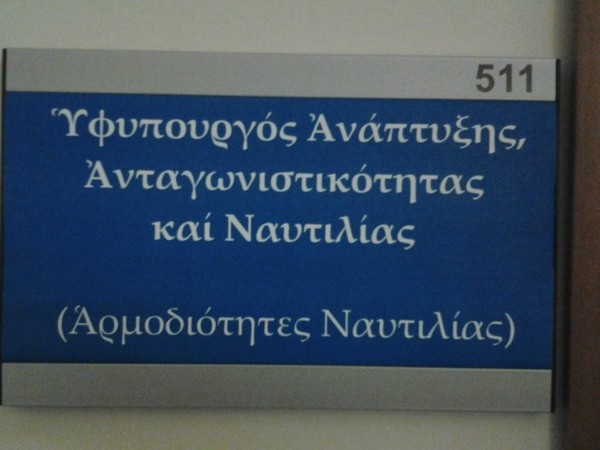 511
Ὑφυπουργός Ἀνάπτυξης,
Ἀνταγωνιστικότητας
καί Ναυτιλίας
(Ἁρμοδιότητες Ναυτιλίας)